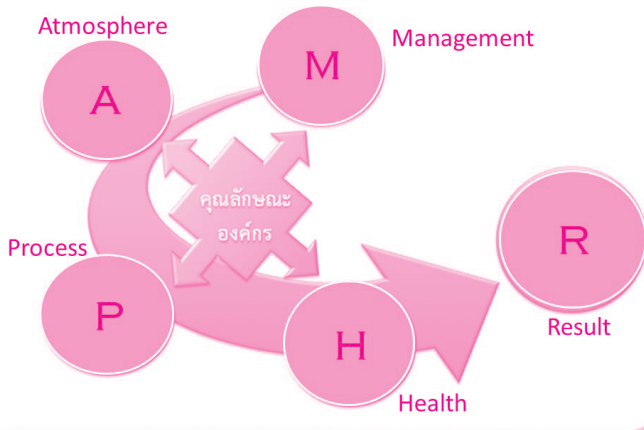 Atmosphere
A
M
Management
คุณลักษณะ
องค์กร
Process
P
H
Health
R
Result